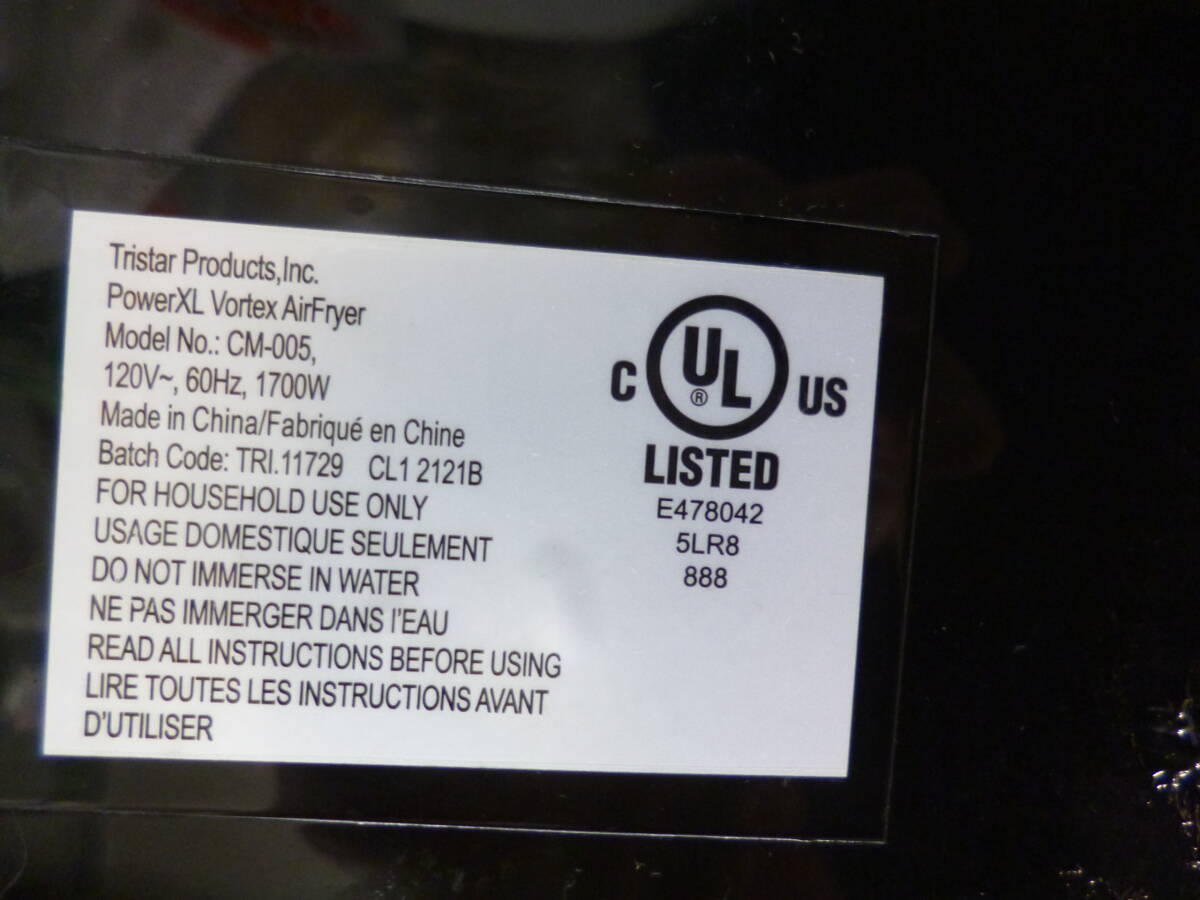 Tristar Products,Inc.
PowerXL Vortex AirFryer
Model No.: CM-005,
120V~, 60Hz, 1700W
Made in China/Fabriqué en Chine
Batch Code: TRI.11729 CL1 2121B
FOR HOUSEHOLD USE ONLY
USAGE DOMESTIQUE SEULEMENT
DO NOT IMMERSE IN WATER
NE PAS IMMERGER DANS l'EAU
READ ALL INSTRUCTIONS BEFORE USING
LIRE TOUTES LES INSTRUCTIONS AVANT
D'UTILISER
C UL ® US
LISTED
E478042
5LR8
888